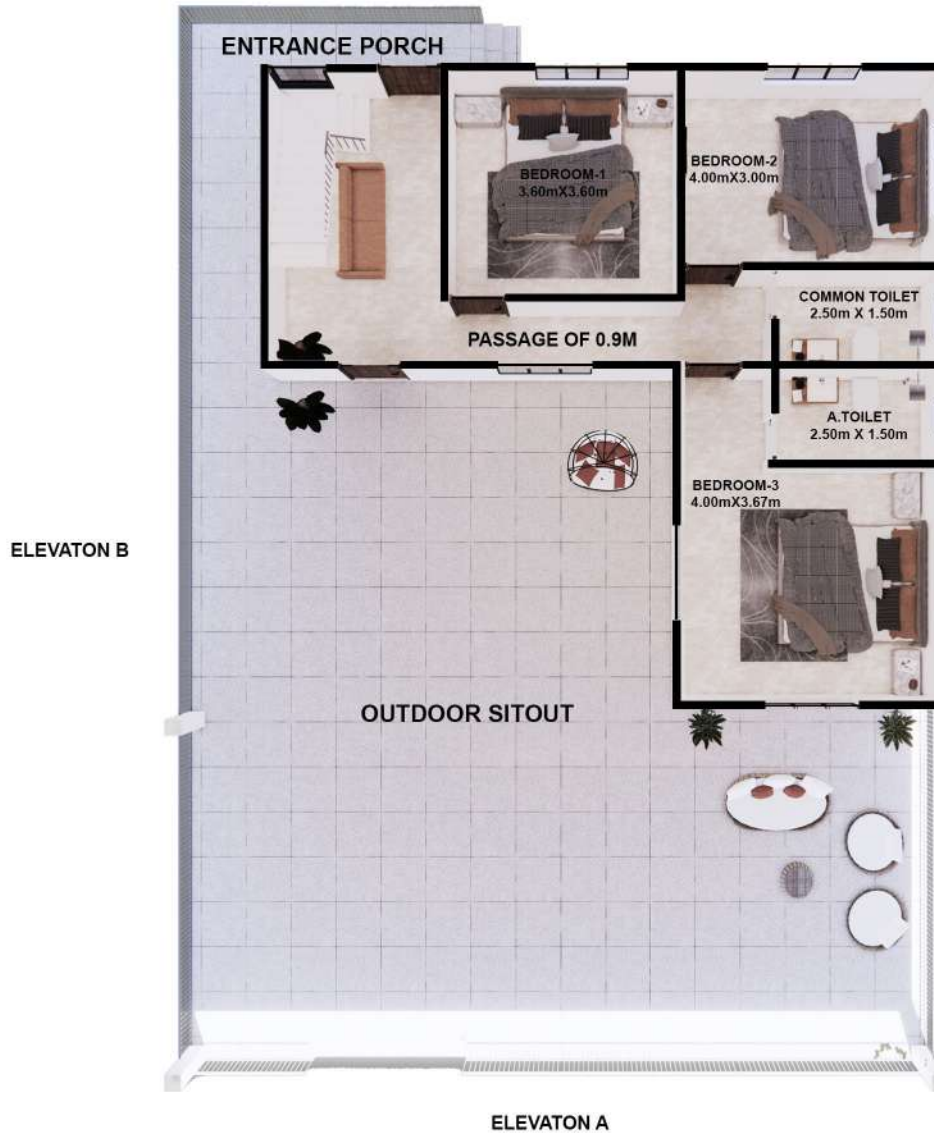 ENTRANCE PORCH
BEDROOM-1
3.60mX3.60m
BEDROOM-2
4.00mX3.00m
COMMON TOILET
2.50m X 1.50m
PASSAGE OF 0.9M
A.TOILET
2.50m X 1.50m
BEDROOM-3
4.00mX3.67m
ELEVATON B
OUTDOOR SITOUT
ELEVATON A